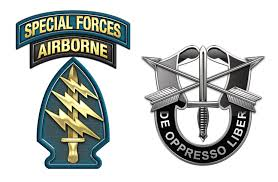 SPECIAL FORCES
AIRBORNE
DE OPPRESSO LIBER